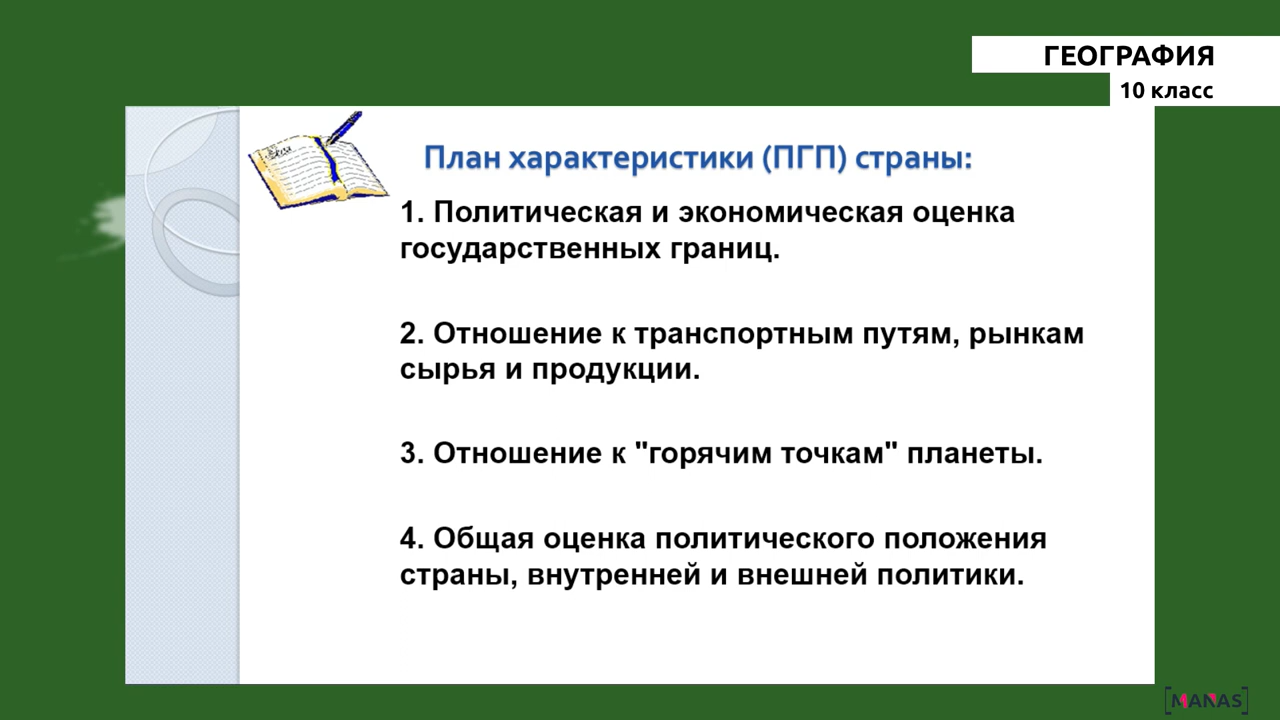 ГЕОГРАФИЯ
10 класс
План характеристики (ПГП) страны:
1. Политическая и экономическая оценка
государственных границ.
2. Отношение к транспортным путям, рынкам
сырья и продукции.
3. Отношение к "горячим точкам" планеты.
4. Общая оценка политического положения
страны, внутренней и внешней политики.
[MANAS]